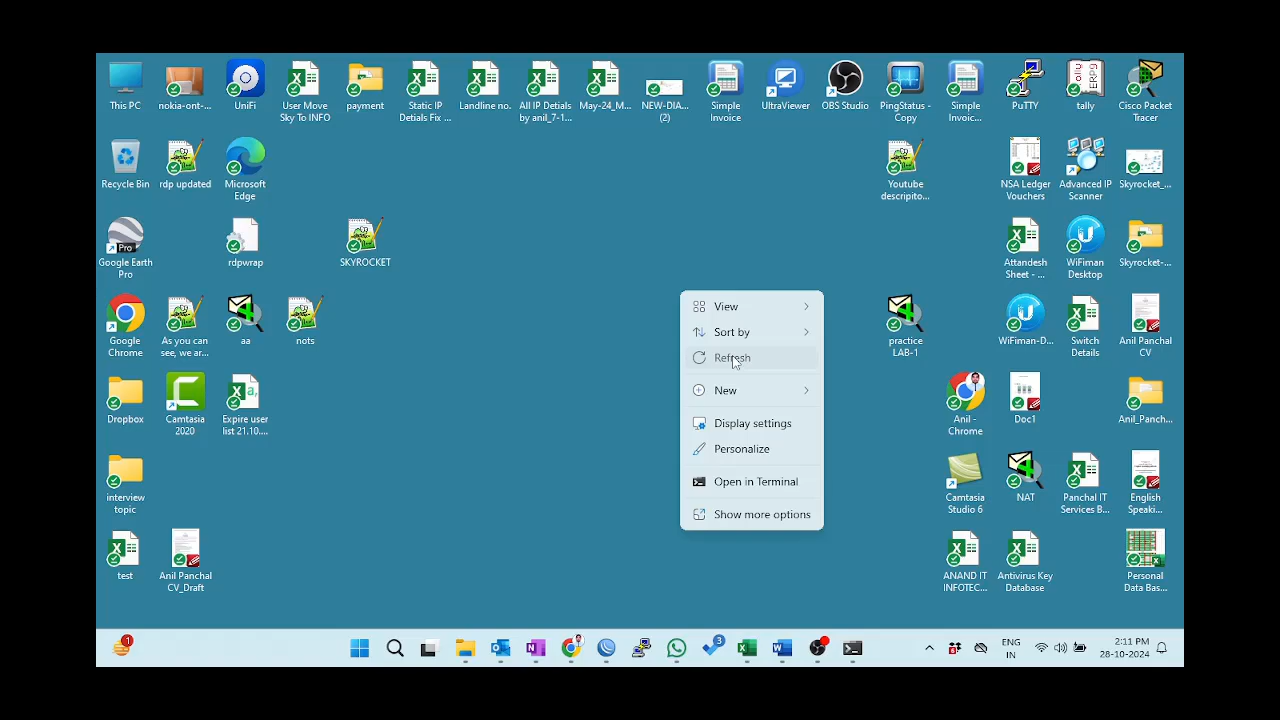 This PC
nokia-ont-...
UniFi
User Move
Sky To INFO
payment
Static IP
Detials Fix ...
Landline no.
All IP Detials
by anil_7-1...
May-24_M...
NEW-DIA...
(2)
Simple
Invoice
UltraViewer
OBS Studio
PingStatus -
Copy
Simple
Invoic...
PuTTY
tally
Cisco Packet
Tracer
Recycle Bin
rdp updated
Microsoft
Edge
Youtube
descripito...
NSA Ledger
Vouchers
Advanced IP
Scanner
Skyrocket_...
Pro
Google Earth
Pro
rdpwrap
SKYROCKET
Attandesh
Sheet - ...
WiFiman
Desktop
Skyrocket-...
Google
Chrome
As you can
see, we ar...
aa
nots
View
Sort by
Refresh
New
Display settings
Personalize
Open in Terminal
Show more options
practice
LAB-1
WiFiman-D...
Switch
Details
Anil Panchal
CV
Dropbox
Camtasia
2020
Expire user
list 21.10....
Anil -
Chrome
Doc1
Anil_Panch...
interview
topic
Camtasia
Studio 6
NAT
Panchal IT
Services B...
English
Speaki...
test
Anil Panchal
CV_Draft
ANAND IT
INFOTEC...
Antivirus Key
Database
Personal
Data Bas...
1
3
ENG
IN
2:11 PM
28-10-2024